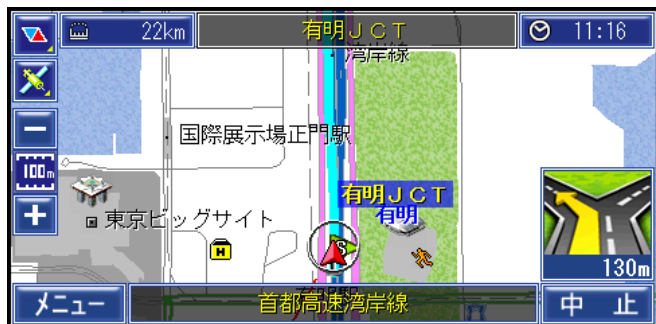 22km
有明JCT
11:16
湾岸線
国際展示場正門駅
100m
有明JCT
有明
東京ビッグサイト
H
S
130m
メニュー
首都高速湾岸線
中 止